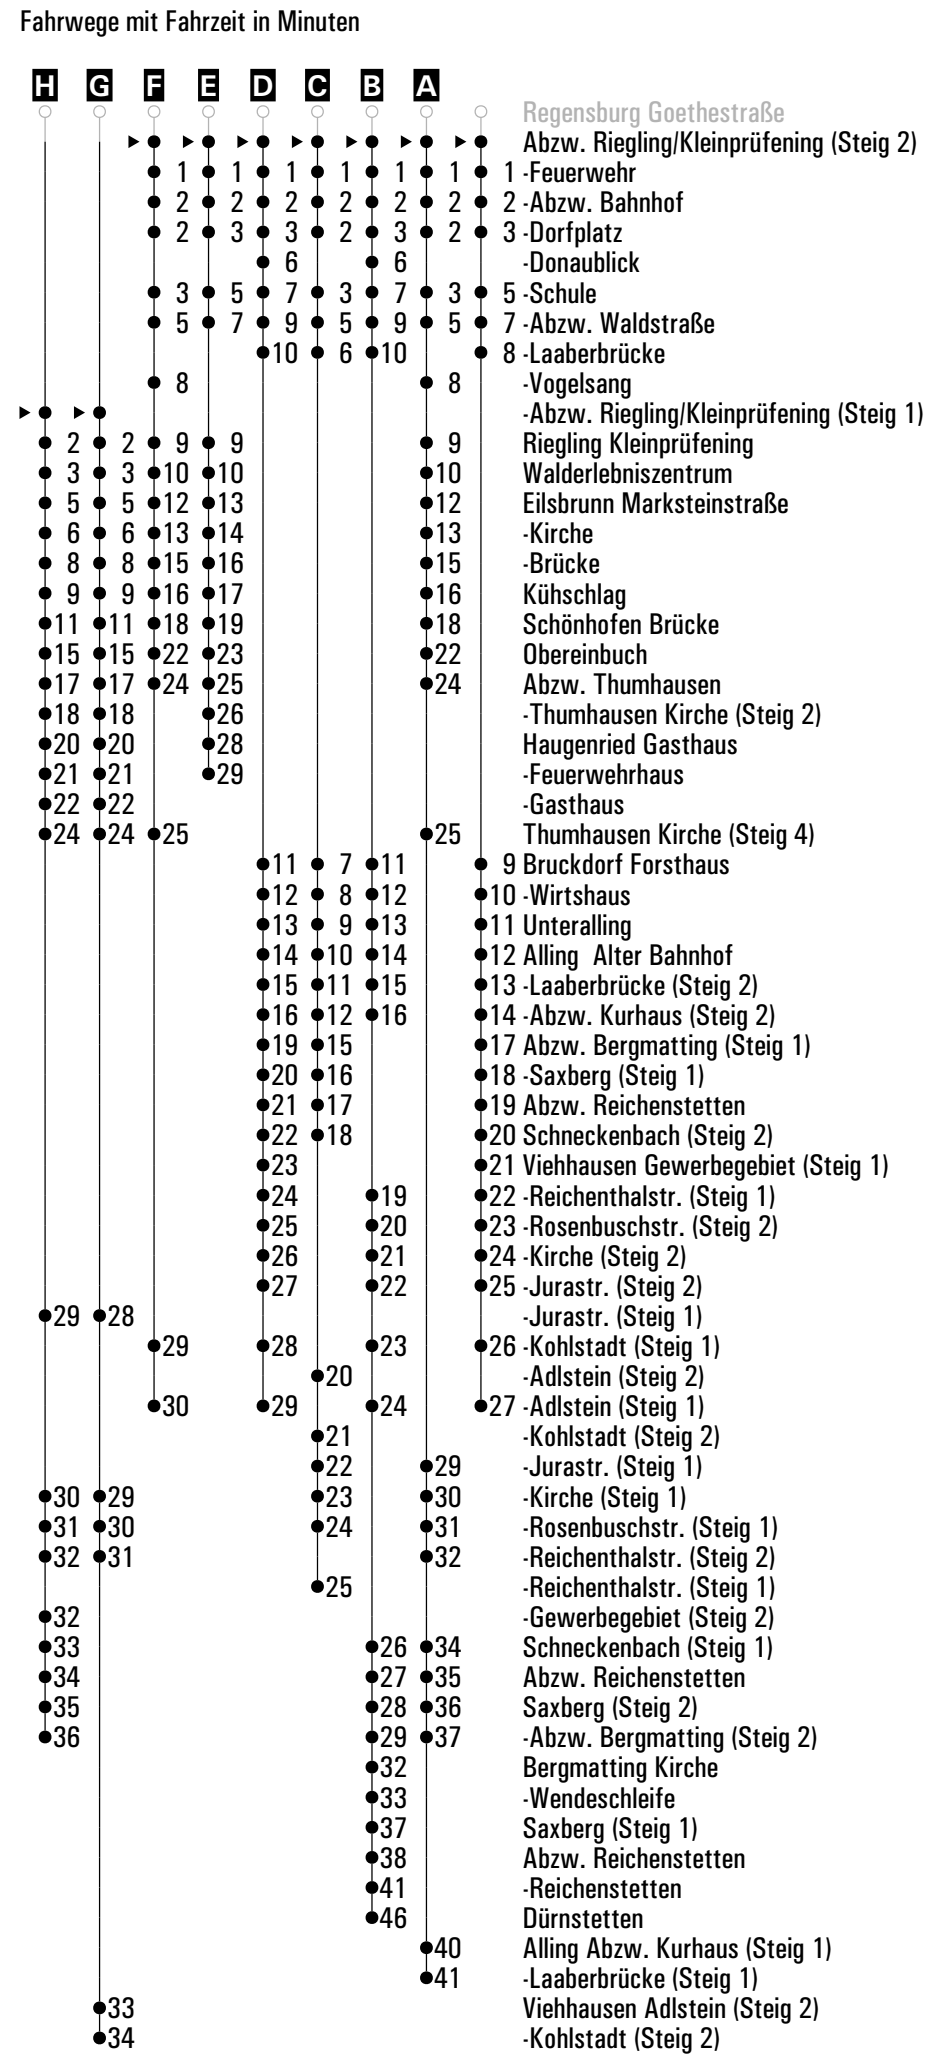 Fahrwege mit Fahrzeit in Minuten
H G F E D C B A
Regensburg Goethestraße
Abzw. Riegling/Kleinprüfening (Steig 2)
1 1 1 1 1 1 1 -Feuerwehr
2 2 2 2 2 2 2 -Abzw. Bahnhof
2 3 3 2 3 2 3 -Dorfplatz
6 6 -Donaublick
3 5 7 3 7 3 5 -Schule
5 7 9 5 9 5 7 -Abzw. Waldstraße
10 6 10 8 -Laaberbrücke
8 8 -Vogelsang
-Abzw. Riegling/Kleinprüfening (Steig 1)
2 2 9 9 9 Riegling Kleinprüfening
3 3 10 10 10 Walderlebniszentrum
5 5 12 13 12 Eilsbrunn Marksteinstraße
6 6 13 14 13 -Kirche
8 8 15 16 15 -Brücke
9 9 16 17 16 Kühschlag
11 11 18 19 18 Schönhofen Brücke
15 15 22 23 22 Obereinbuch
17 17 24 25 24 Abzw. Thumhausen
18 18 26 -Thumhausen Kirche (Steig 2)
20 20 28 Haugenried Gasthaus
21 21 29 -Feuerwehrhaus
22 22 -Gasthaus
24 24 25 25 Thumhausen Kirche (Steig 4)
11 7 11 9 Bruckdorf Forsthaus
12 8 12 10 -Wirtshaus
13 9 13 11 Unteralling
14 10 14 12 Alling Alter Bahnhof
15 11 15 13 -Laaberbrücke (Steig 2)
16 12 16 14 -Abzw. Kurhaus (Steig 2)
19 15 17 Abzw. Bergmatting (Steig 1)
20 16 18 -Saxberg (Steig 1)
21 17 19 Abzw. Reichenstetten
22 18 20 Schneckenbach (Steig 2)
23 21 Viehhausen Gewerbegebiet (Steig 1)
24 19 22 -Reichenthalstr. (Steig 1)
25 20 23 -Rosenbuschstr. (Steig 2)
26 21 24 -Kirche (Steig 2)
27 22 25 -Jurastr. (Steig 2)
29 28 -Jurastr. (Steig 1)
29 28 23 26 -Kohlstadt (Steig 1)
20 -Adlstein (Steig 2)
30 29 24 27 -Adlstein (Steig 1)
21 -Kohlstadt (Steig 2)
22 29 -Jurastr. (Steig 1)
30 29 23 30 -Kirche (Steig 1)
31 30 24 31 -Rosenbuschstr. (Steig 1)
32 31 32 -Reichenthalstr. (Steig 2)
25 -Reichenthalstr. (Steig 1)
32 -Gewerbegebiet (Steig 2)
33 26 34 Schneckenbach (Steig 1)
34 27 35 Abzw. Reichenstetten
35 28 36 Saxberg (Steig 2)
36 29 37 -Abzw. Bergmatting (Steig 2)
32 Bergmatting Kirche
33 -Wendeschleife
37 Saxberg (Steig 1)
38 Abzw. Reichenstetten
41 -Reichenstetten
46 Dürnstetten
40 Alling Abzw. Kurhaus (Steig 1)
41 -Laaberbrücke (Steig 1)
33 Viehhausen Adlstein (Steig 2)
34 -Kohlstadt (Steig 2)